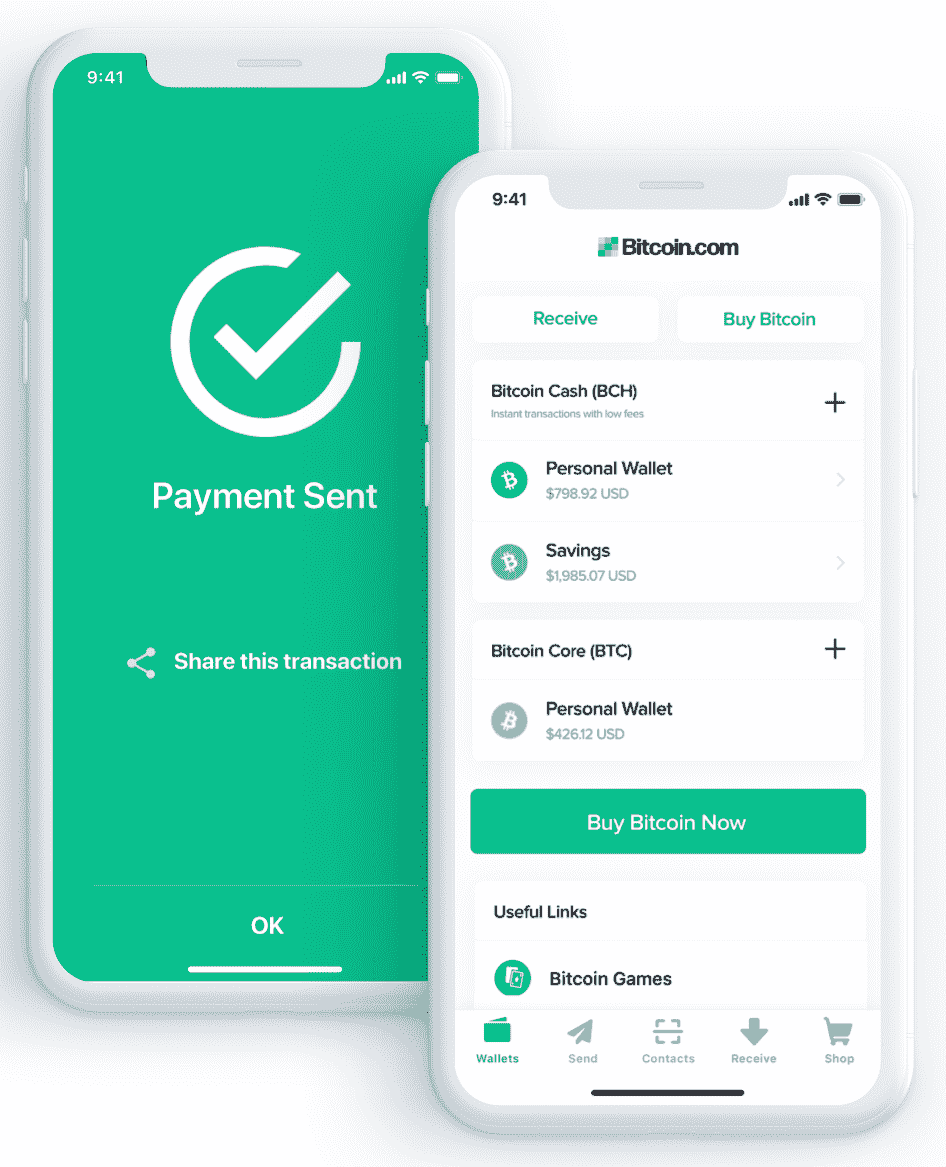 9:41
Payment Sent
Share this transaction
OK
9:41
Bitcoin.com
Receive
Buy Bitcoin
Bitcoin Cash (BCH)
Instant transactions with low fees
Personal Wallet
$798.92 USD
Savings
$1,985.07 USD
Bitcoin Core (BTC)
Personal Wallet
$426.12 USD
Buy Bitcoin Now
Useful Links
Bitcoin Games
Wallets
Send
Contacts
Receive
Shop